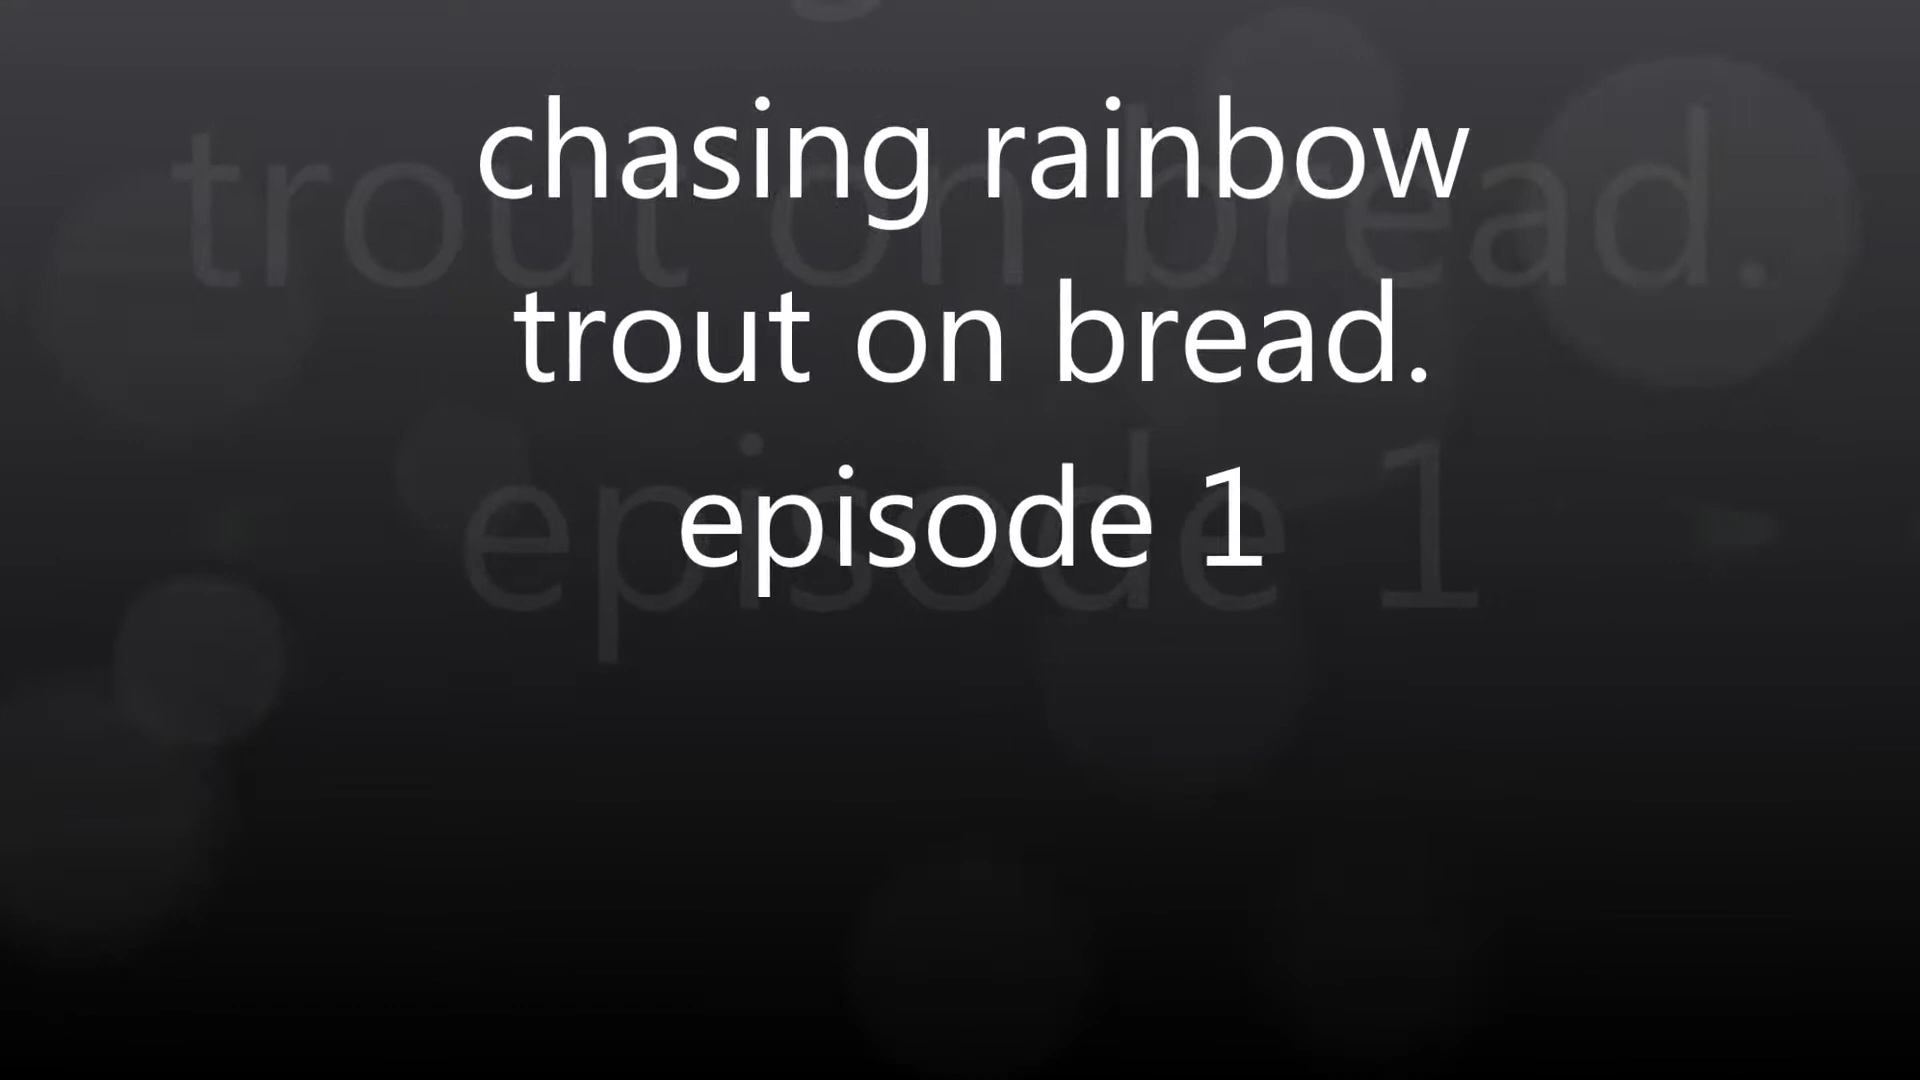 chasing rainbow
trout on bread.
episode 1